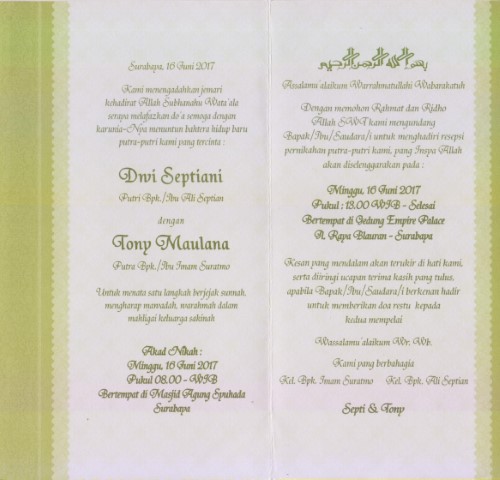 Surabaya, 16 Juni 2017
Kami menengadahkan jemari
kehadirat Allah Subhanahu Wata'ala
seraya melafazkan do'a semoga dengan
karunia-Nya menuntun bahtera hidup baru
putra-putri kami yang tercinta :
Dwi Septiani
Putri Bpk./Ibu Ali Septian
dengan
Tony Maulana
Putra Bpk./Ibu Imam Suratmo
Untuk menata satu langkah berjejak sunnah,
mengharap mawadah, warahmah dalam
mahligai keluarga sakinah
Akad Nikah :
Minggu, 16 Juni 2017
Pukul 08.00 - WIB
Bertempat di Masjid Agung Syuhada
Surabaya
بسم الله الرحمن الرحيم
Assalamu'alaikum Warrahmatullahi Wabarakatuh
Dengan memohon Rahmat dan Ridho
Allah SWT kami mengundang
Bapak/Ibu/Saudara/i untuk menghadiri resepsi
pernikahan putra-putri kami, yang Insya Allah
akan diselenggarakan pada :
Minggu, 16 Juni 2017
Pukul : 13.00 WIB - Selesai
Bertempat di Gedung Empire Palace
Jl. Raya Blauran - Surabaya
Kesan yang mendalam akan terukir di hati kami,
serta diiringi ucapan terima kasih yang tulus,
apabila Bapak/Ibu/Saudara/i berkenan hadir
untuk memberikan doa restu kepada
kedua mempelai
Wassalamu'alaikum Wr. Wb.
Kami yang berbahagia
Kel. Bpk. Imam Suratmo Kel. Bpk. Ali Septian
Septi & Tony